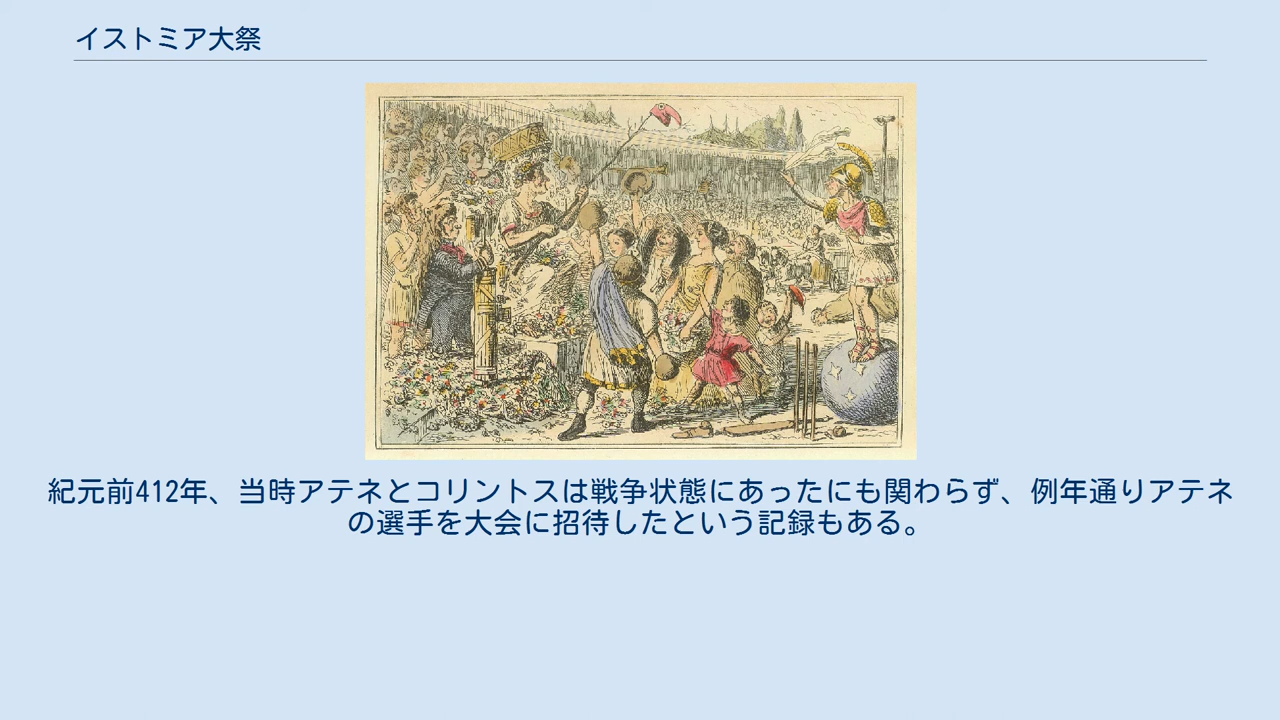 イストミア大祭
紀元前412年、当時アテネとコリントスは戦争状態にあったにも関わらず、例年通りアテネ
の選手を大会に招待したという記録もある。